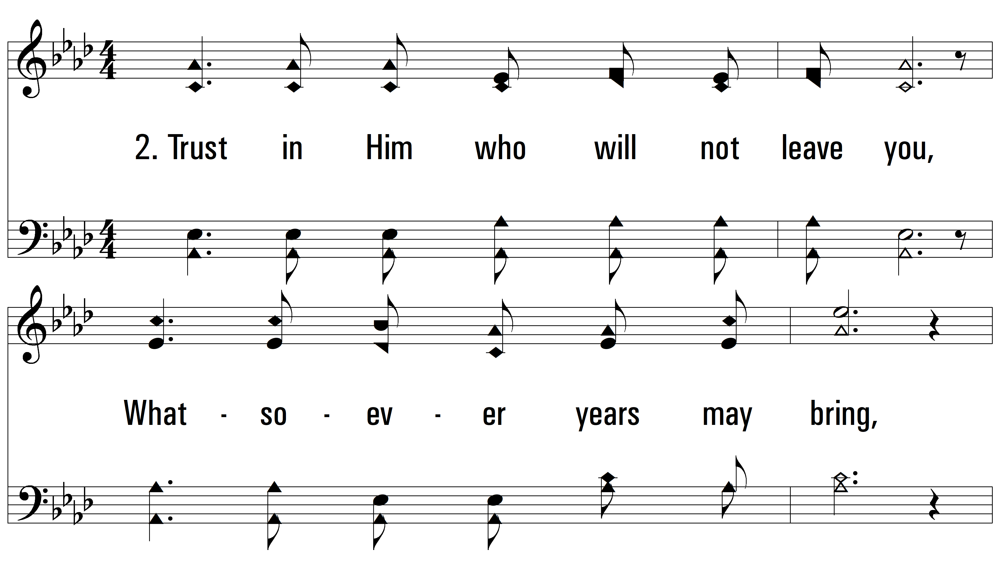 2. Trust in Him who will not leave you,
What - so - ev - er years may bring,